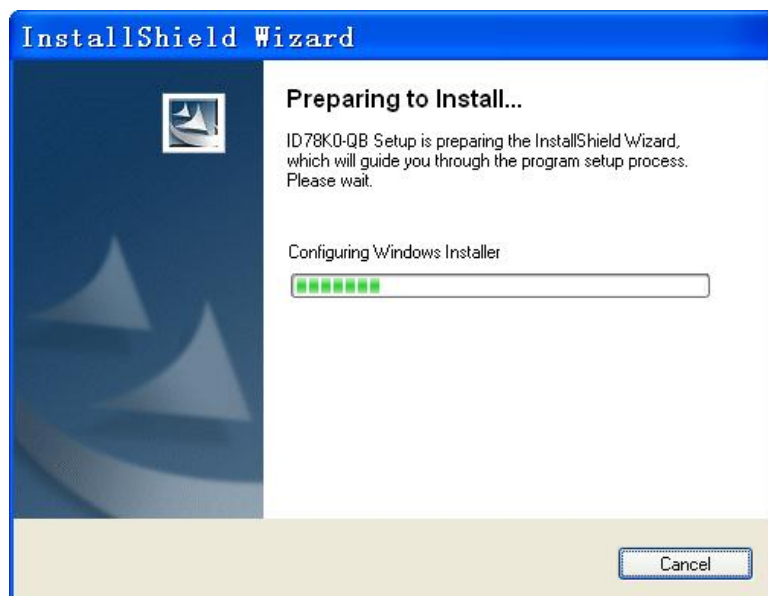 InstallShield Wizard
Preparing to Install...
ID78K0-QB Setup is preparing the InstallShield Wizard,
which will guide you through the program setup process.
Please wait.
Configuring Windows Installer
Cancel